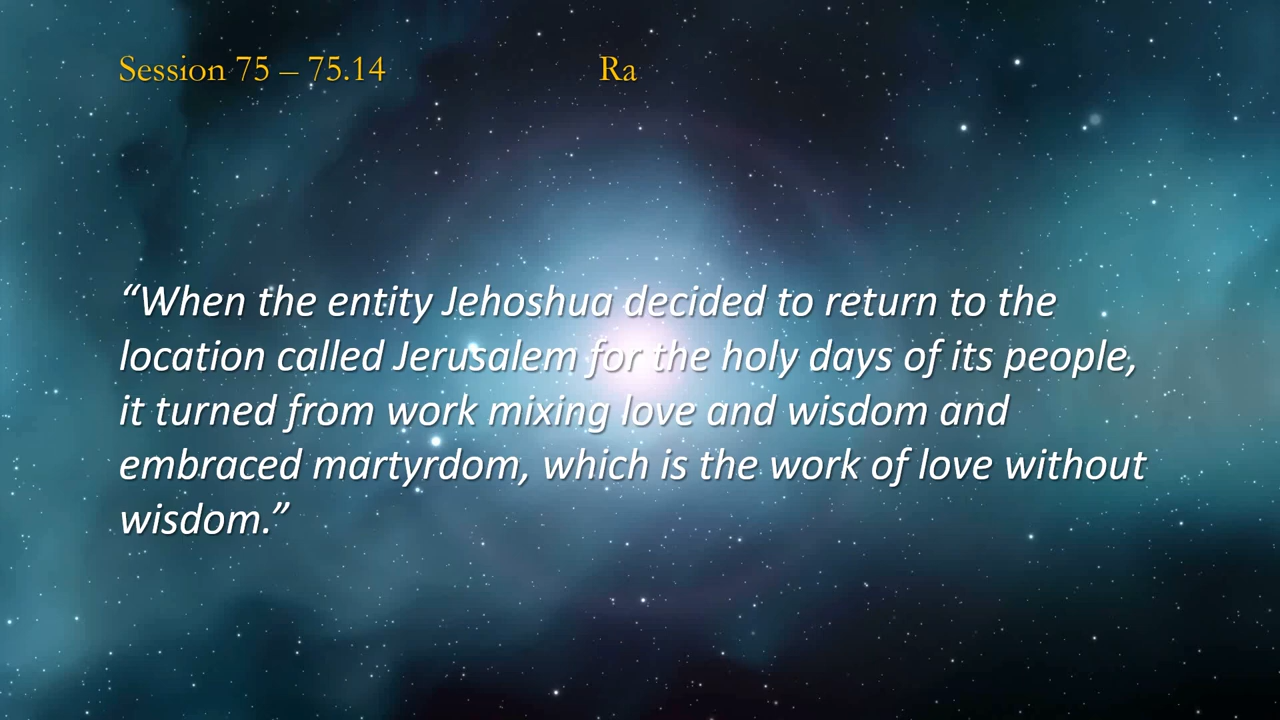 Session 75 – 75.14 Ra
“When the entity Jehoshua decided to return to the
location called Jerusalem for the holy days of its people,
it turned from work mixing love and wisdom and
embraced martyrdom, which is the work of love without
wisdom.”